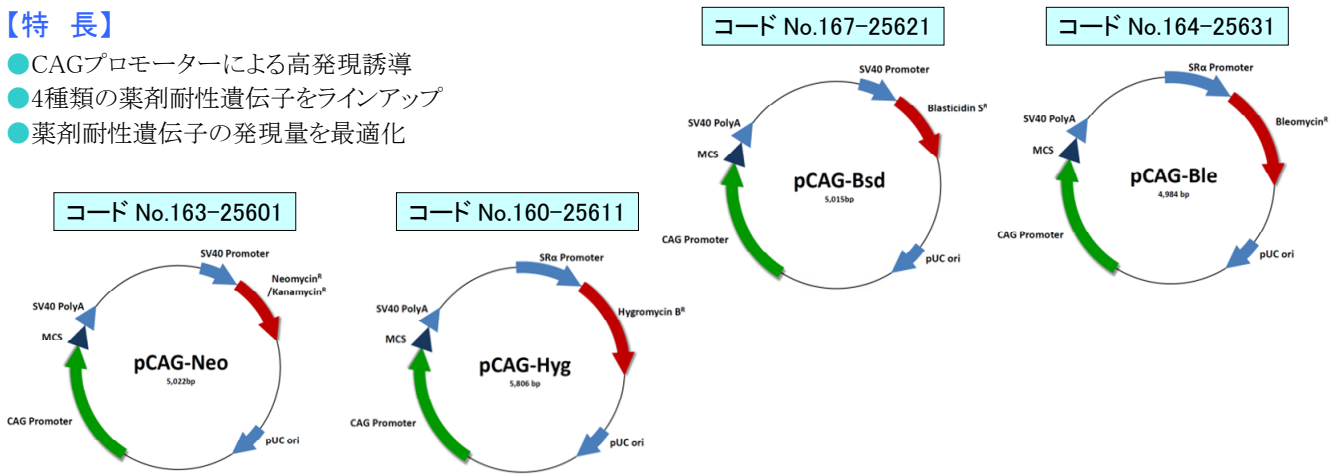 【特 長】
●CAGプロモーターによる高発現誘導
●4種類の薬剤耐性遺伝子をラインアップ
●薬剤耐性遺伝子の発現量を最適化
コード No.167-25621
SV40 Promoter
Blasticidin Sᴿ
SV40 PolyA
MCS
pCAG-Bsd
5,015bp
CAG Promoter
pUC ori
コード No.164-25631
SRα Promoter
Bleomycinᴿ
SV40 PolyA
MCS
pCAG-Ble
4,984 bp
CAG Promoter
pUC ori
コード No.163-25601
SV40 Promoter
Neomycinᴿ
/Kanamycinᴿ
SV40 PolyA
MCS
pCAG-Neo
5,022bp
CAG Promoter
pUC ori
コード No.160-25611
SRα Promoter
Hygromycin Bᴿ
SV40 PolyA
MCS
pCAG-Hyg
5,806 bp
CAG Promoter
pUC ori